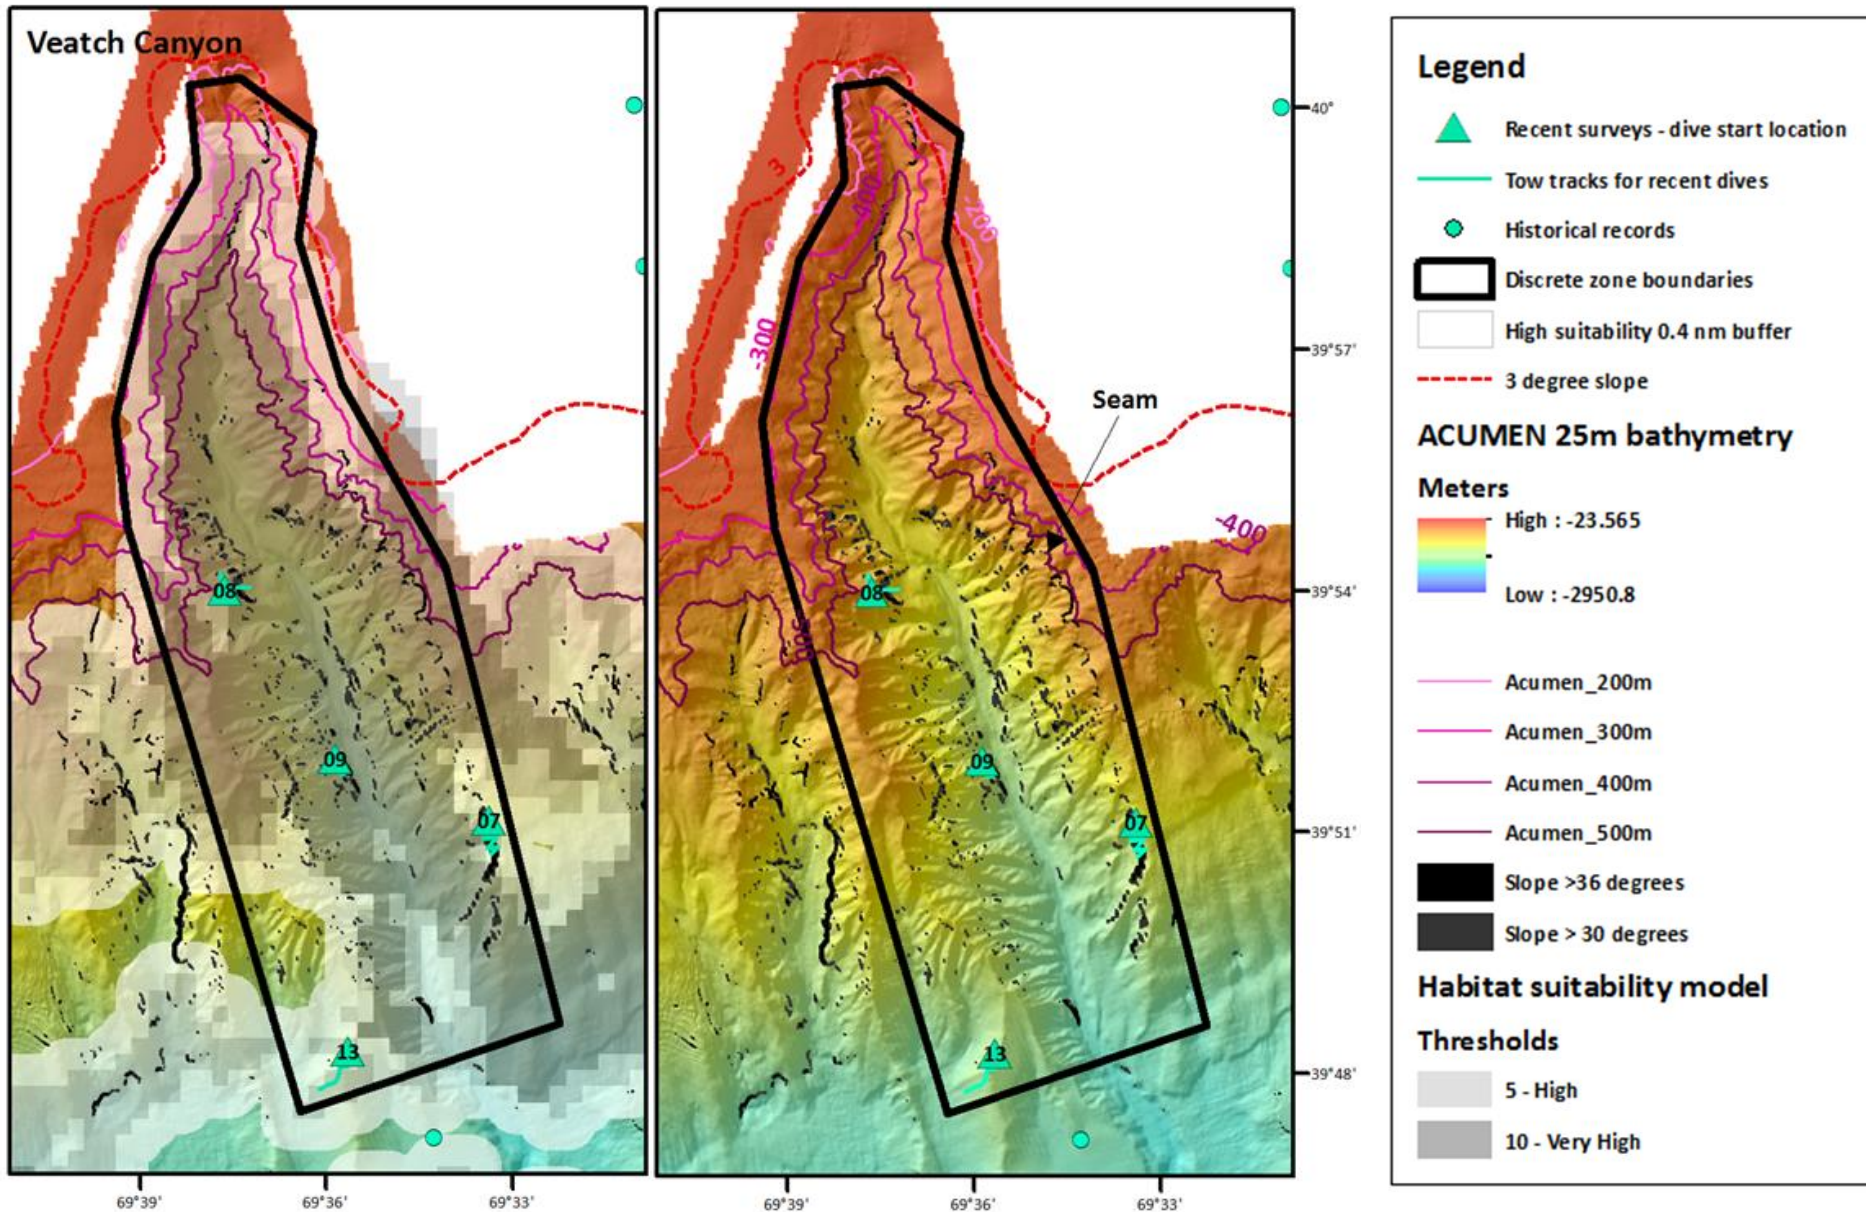 Veatch Canyon
08
09
07
13
3
-400
-200
-300
Seam
-400
08
500
09
07
13
40°
39°57'
39°54'
39°51'
39°48'
69°39'
69°36'
69°33'
69°39'
69°36'
69°33'
Legend
Recent surveys - dive start location
Tow tracks for recent dives
Historical records
Discrete zone boundaries
High suitability 0.4 nm buffer
3 degree slope
ACUMEN 25m bathymetry
Meters
High : -23.565
Low : -2950.8
Acumen_200m
Acumen_300m
Acumen_400m
Acumen_500m
Slope >36 degrees
Slope > 30 degrees
Habitat suitability model
Thresholds
5 - High
10 - Very High